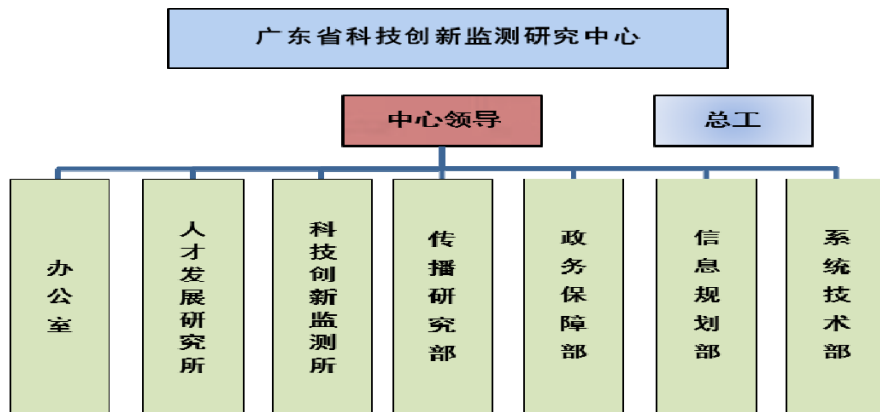 广东省科技创新监测研究中心
中心领导
总工
办公室
人才发展研究所
科技创新监测所
传播研究部
政务保障部
信息规划部
系统技术部